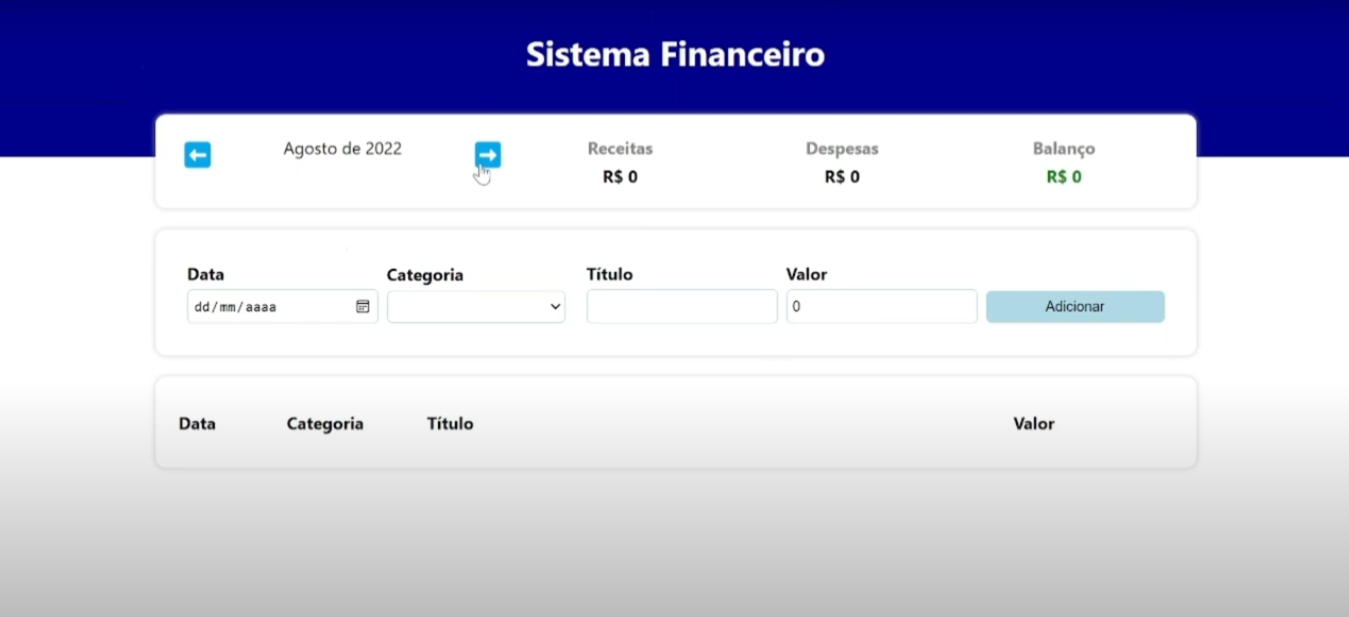 Sistema Financeiro
Agosto de 2022
Receitas
Despesas
Balanço
R$ 0
R$ 0
R$ 0
Data
Categoria
Título
Valor
dd/mm/aaaa
0
Adicionar
Data
Categoria
Título
Valor